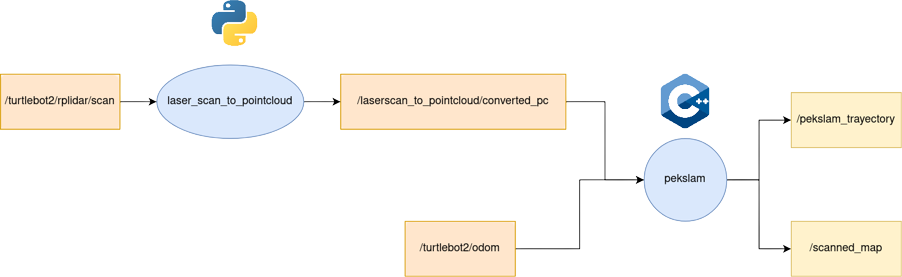 /turtlebot2/rplidar/scan
laser_scan_to_pointcloud
/laserscan_to_pointcloud/converted_pc
C++
/pekslam_trayectory
pekslam
/turtlebot2/odom
/scanned_map